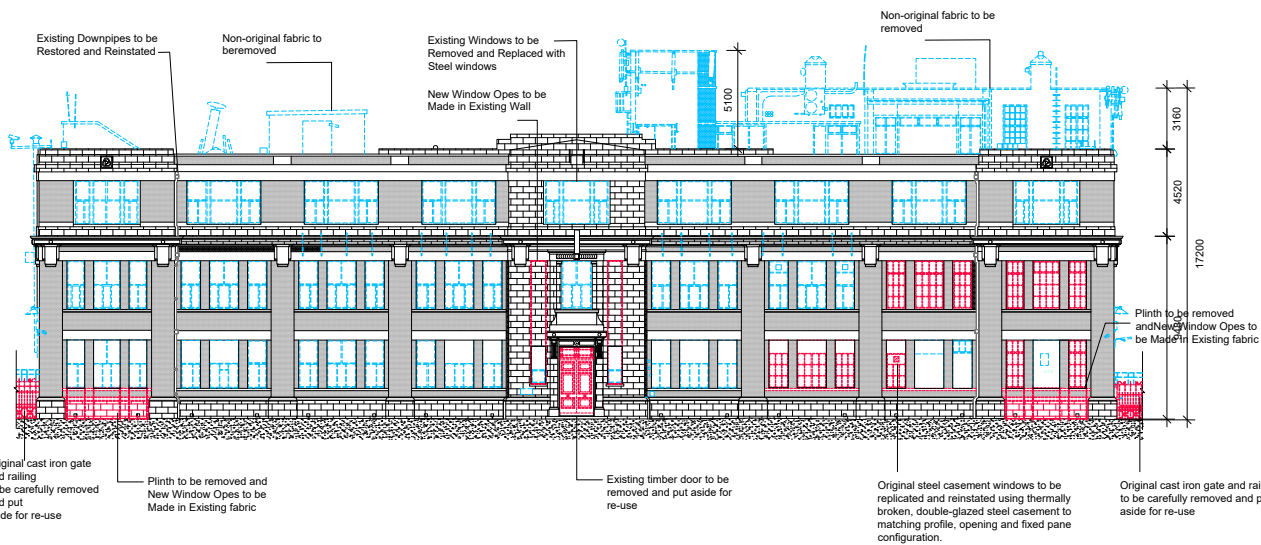 Existing Downpipes to be
Restored and Reinstated
Non-original fabric to
beremoved
Existing Windows to be
Removed and Replaced with
Steel windows
New Window Opes to be
Made in Existing Wall
Non-original fabric to be
removed
5100
3160
4520
17200
Plinth to be removed
andNew Window Opes to
be Made in Existing fabric
iginal cast iron gate
d railing
be carefully removed
d put
ide for re-use
Plinth to be removed and
New Window Opes to be
Made in Existing fabric
Existing timber door to be
removed and put aside for
re-use
Original steel casement windows to be
replicated and reinstated using thermally
broken, double-glazed steel casement to
matching profile, opening and fixed pane
configuration.
Original cast iron gate and rai
to be carefully removed and p
aside for re-use